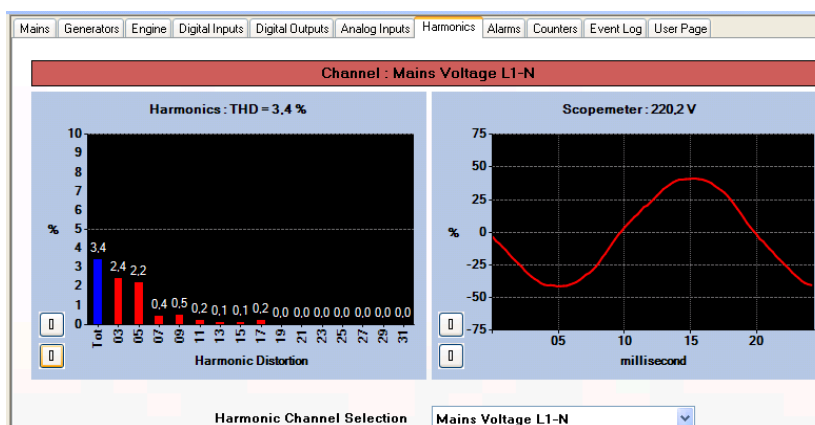 Mains Generators Engine Digital Inputs Digital Outputs Analog Inputs Harmonics Alarms Counters Event Log User Page
Channel : Mains Voltage L1-N
Harmonics : THD = 3,4 %
10
9
8
7
6
5
4
3
2
1
0
%
3,4 2,4 2,2 0,4 0,5 0,2 0,1 0,1 0,2 0,0 0,0 0,0 0,0 0,0 0,0 0,0
Tot 03 05 07 09 11 13 15 17 19 21 23 25 27 29 31
Harmonic Distortion
Scopemeter : 220,2 V
75
50
25
0
-25
-50
-75
%
05 10 15 20
millisecond
Harmonic Channel Selection Mains Voltage L1-N